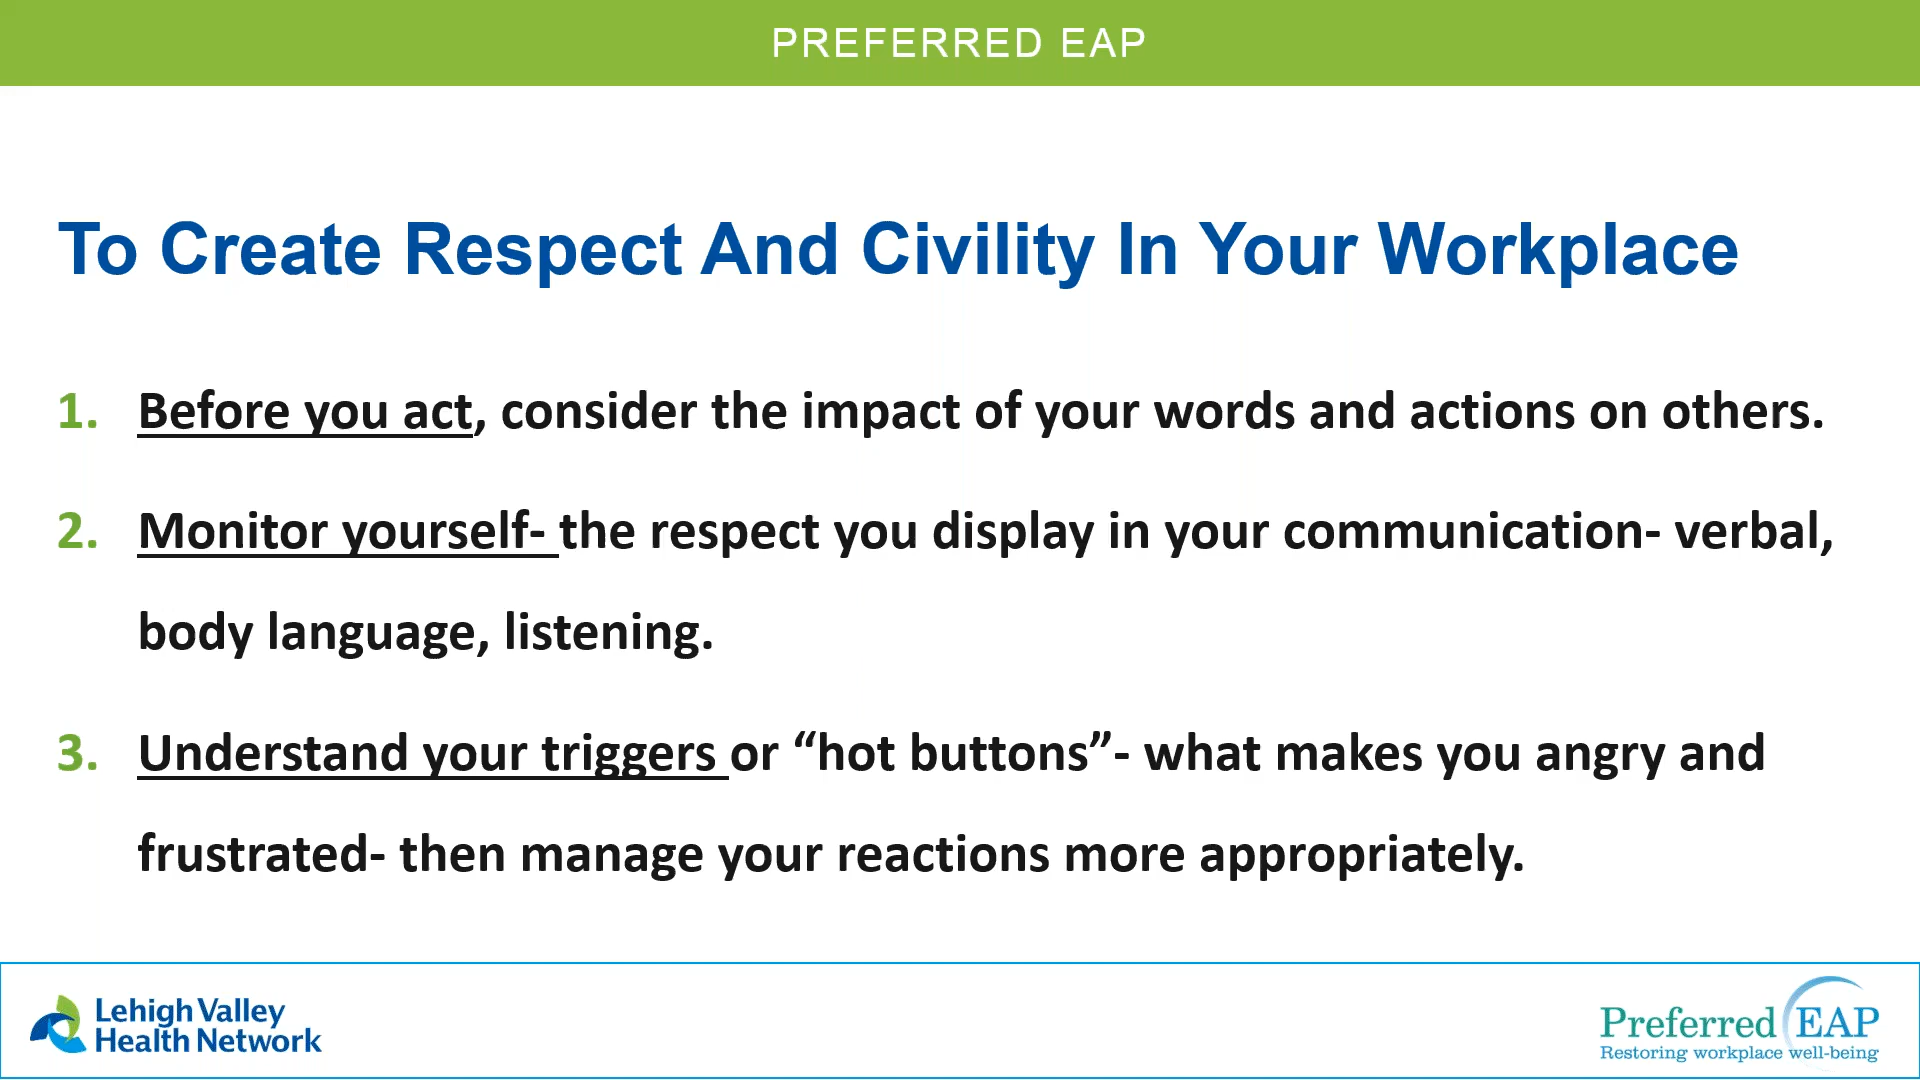 PREFERRED EAP
To Create Respect And Civility In Your Workplace
1. Before you act, consider the impact of your words and actions on others.
2. Monitor yourself- the respect you display in your communication- verbal,
body language, listening.
3. Understand your triggers or “hot buttons”- what makes you angry and
frustrated- then manage your reactions more appropriately.
Lehigh Valley
Health Network
Preferred EAP
Restoring workplace well-being